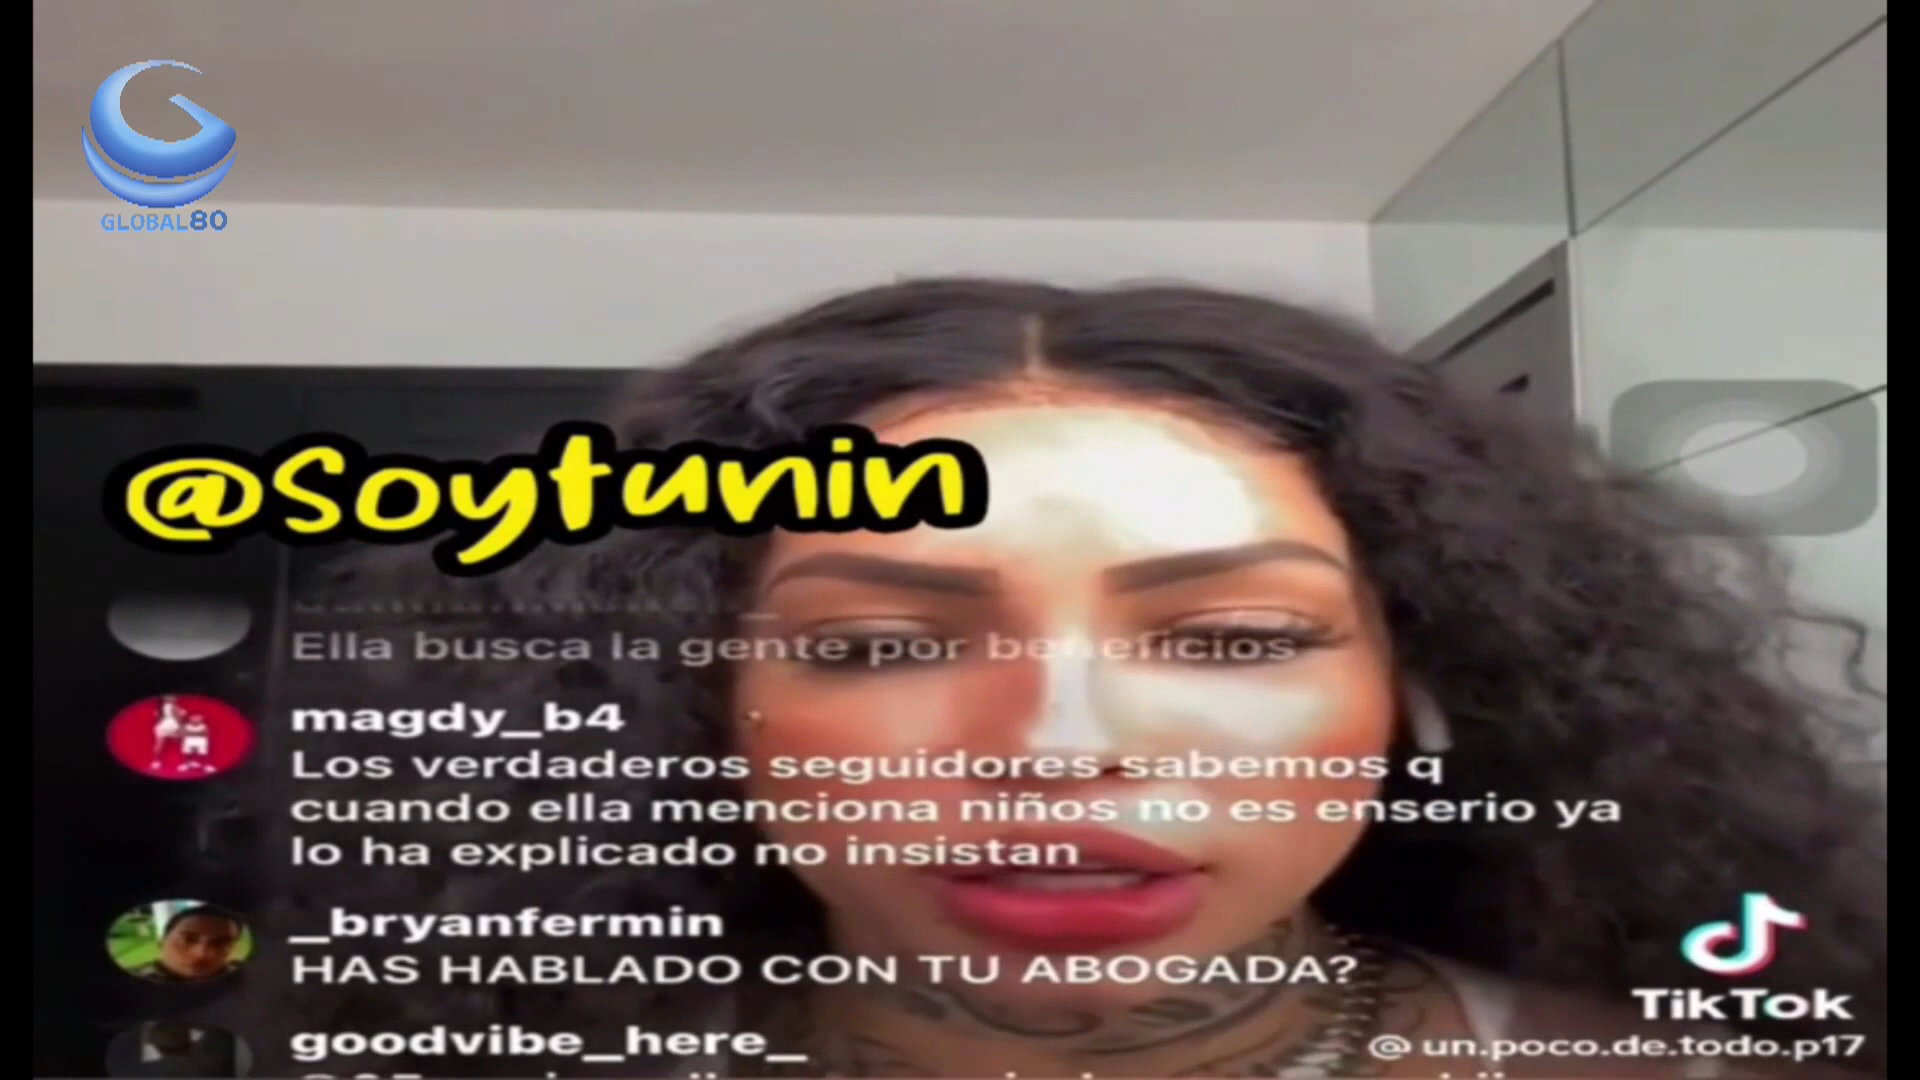 GLOBAL80
@Soytunin
Ella busca la gente por beneficios
magdy_b4
Los verdaderos seguidores sabemos q
cuando ella menciona niños no es enserio ya
lo ha explicado no insistan
_bryanfermin
HAS HABLADO CON TU ABOGADA?
goodvibe_here_
TikTok
@un.poco.de.todo.p17